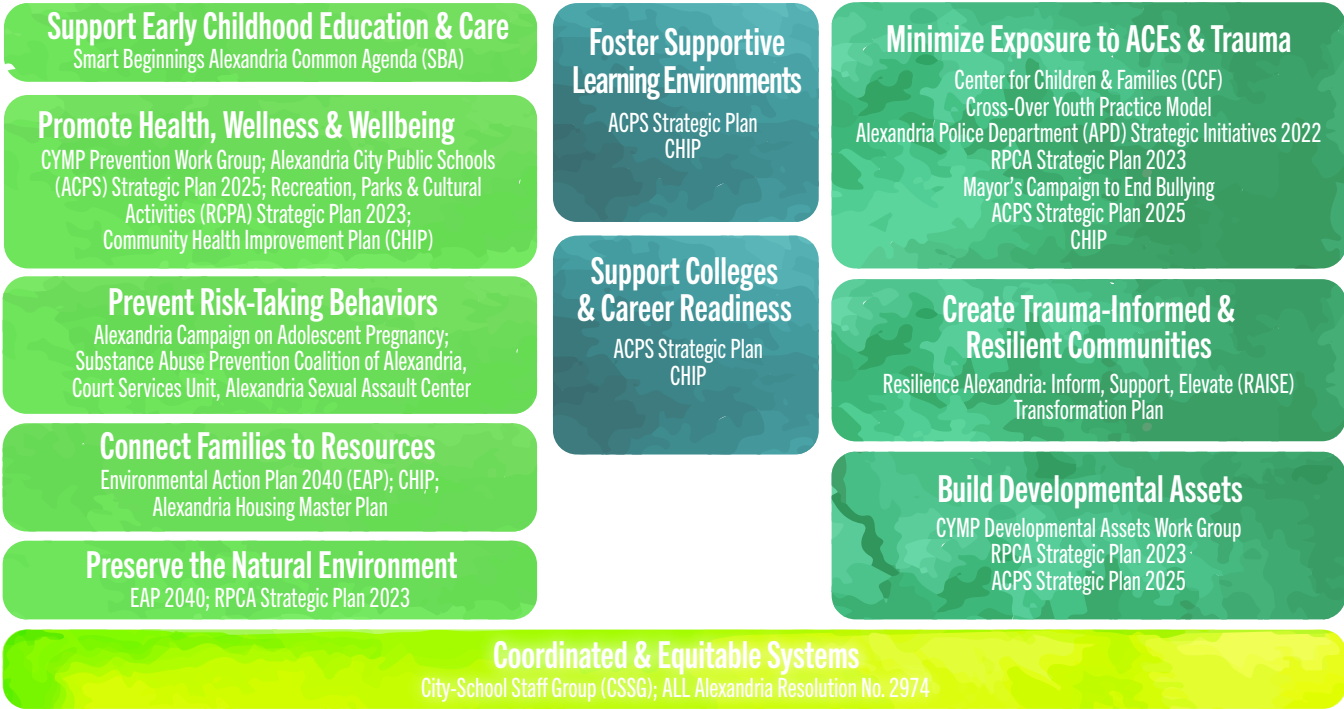 Support Early Childhood Education & Care
Smart Beginnings Alexandria Common Agenda (SBA)
Promote Health, Wellness & Wellbeing
CYMP Prevention Work Group; Alexandria City Public Schools
(ACPS) Strategic Plan 2025; Recreation, Parks & Cultural
Activities (RCPA) Strategic Plan 2023;
Community Health Improvement Plan (CHIP)
Prevent Risk-Taking Behaviors
Alexandria Campaign on Adolescent Pregnancy;
Substance Abuse Prevention Coalition of Alexandria,
Court Services Unit, Alexandria Sexual Assault Center
Connect Families to Resources
Environmental Action Plan 2040 (EAP); CHIP;
Alexandria Housing Master Plan
Preserve the Natural Environment
EAP 2040; RPCA Strategic Plan 2023
Foster Supportive
Learning Environments
ACPS Strategic Plan
CHIP
Support Colleges
& Career Readiness
ACPS Strategic Plan
CHIP
Minimize Exposure to ACEs & Trauma
Center for Children & Families (CCF)
Cross-Over Youth Practice Model
Alexandria Police Department (APD) Strategic Initiatives 2022
RPCA Strategic Plan 2023
Mayor's Campaign to End Bullying
ACPS Strategic Plan 2025
CHIP
Create Trauma-Informed &
Resilient Communities
Resilience Alexandria: Inform, Support, Elevate (RAISE)
Transformation Plan
Build Developmental Assets
CYMP Developmental Assets Work Group
RPCA Strategic Plan 2023
ACPS Strategic Plan 2025
Coordinated & Equitable Systems
City-School Staff Group (CSSG); ALL Alexandria Resolution No. 2974